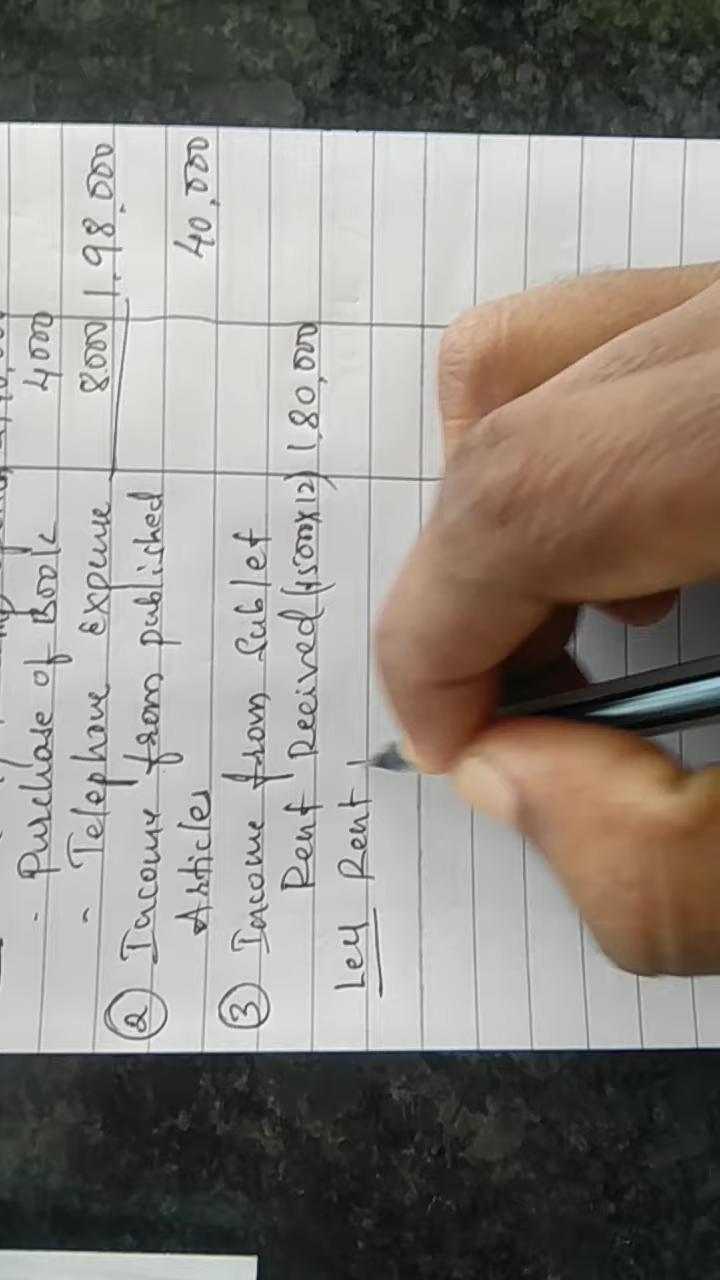 - Purchase of Book 4000
- Telephone Expense 8000 1,98,000
② Income from published
Articles 40,000
③ Income from Sublet
Rent Recived (15000x12) 1,80,000
Less Rent